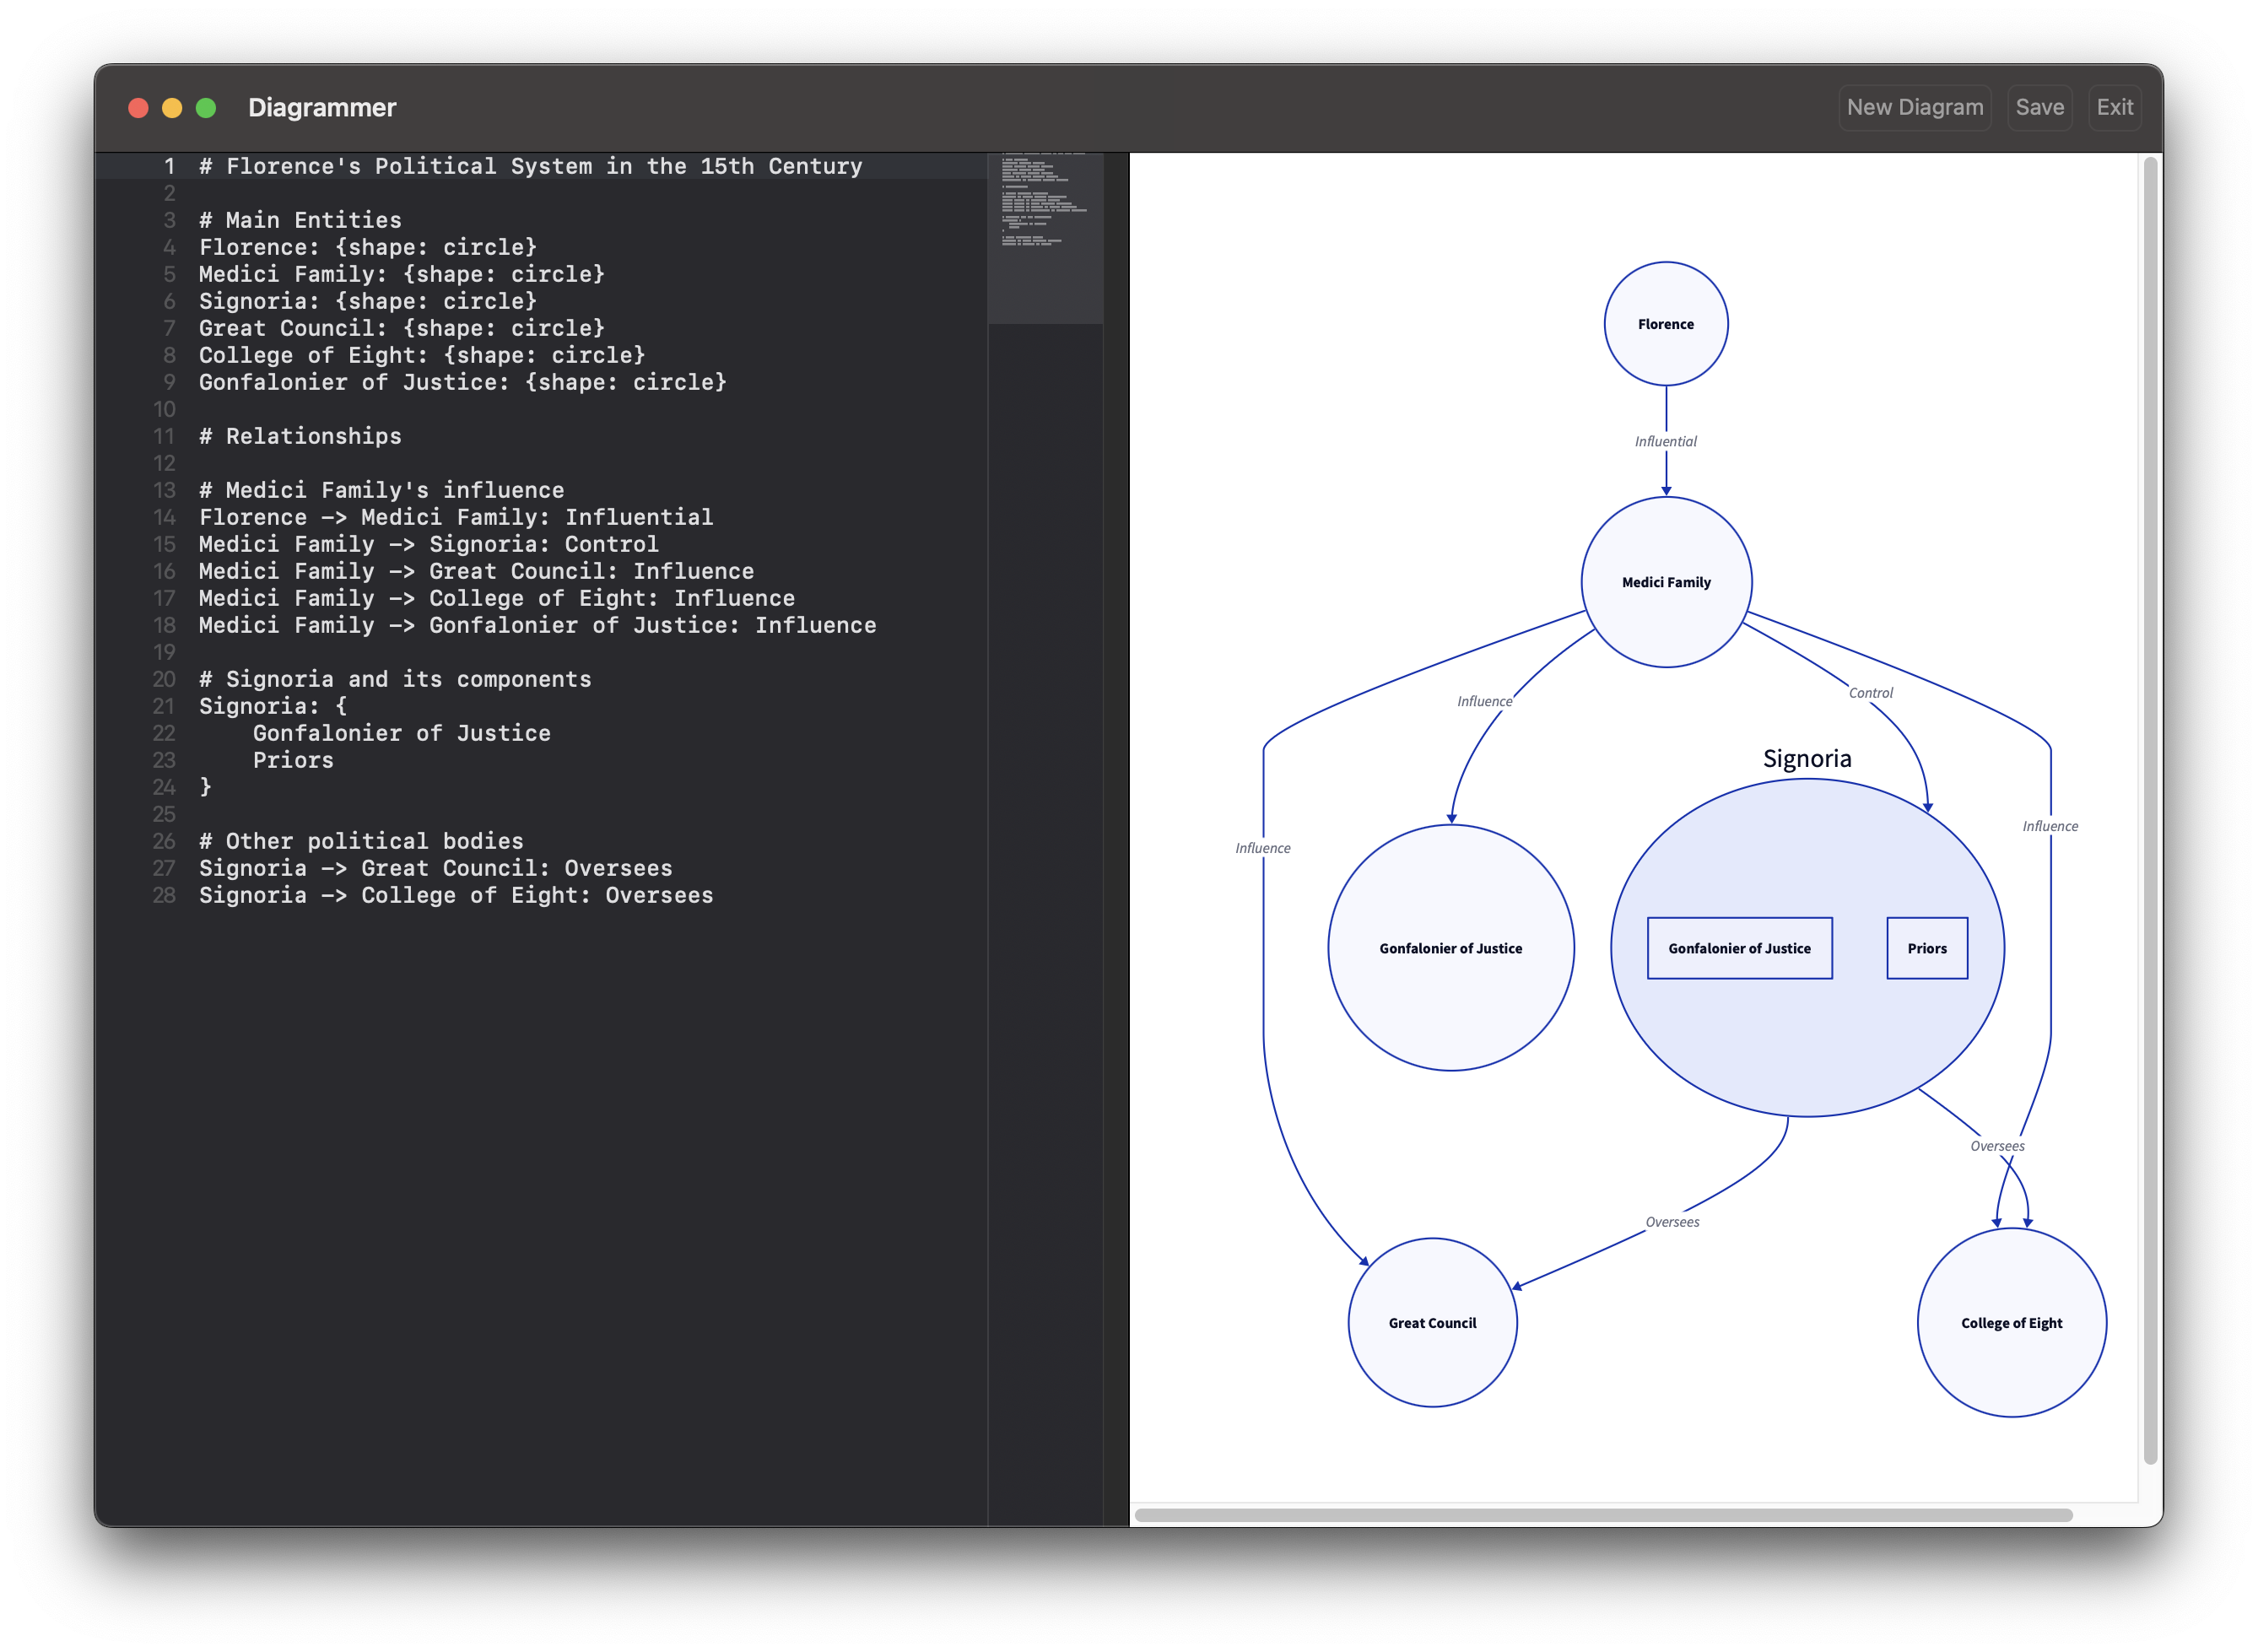 Diagrammer
New Diagram Save Exit
1 # Florence's Political System in the 15th Century
2
3 # Main Entities
4 Florence: {shape: circle}
5 Medici Family: {shape: circle}
6 Signoria: {shape: circle}
7 Great Council: {shape: circle}
8 College of Eight: {shape: circle}
9 Gonfalonier of Justice: {shape: circle}
10
11 # Relationships
12
13 # Medici Family's influence
14 Florence -> Medici Family: Influential
15 Medici Family -> Signoria: Control
16 Medici Family -> Great Council: Influence
17 Medici Family -> College of Eight: Influence
18 Medici Family -> Gonfalonier of Justice: Influence
19
20 # Signoria and its components
21 Signoria: {
22     Gonfalonier of Justice
23     Priors
24 }
25
26 # Other political bodies
27 Signoria -> Great Council: Oversees
28 Signoria -> College of Eight: Oversees
Florence
Influential
Medici Family
Influence
Control
Signoria
Influence
Influence
Gonfalonier of Justice
Gonfalonier of Justice
Priors
Oversees
Oversees
Great Council
College of Eight